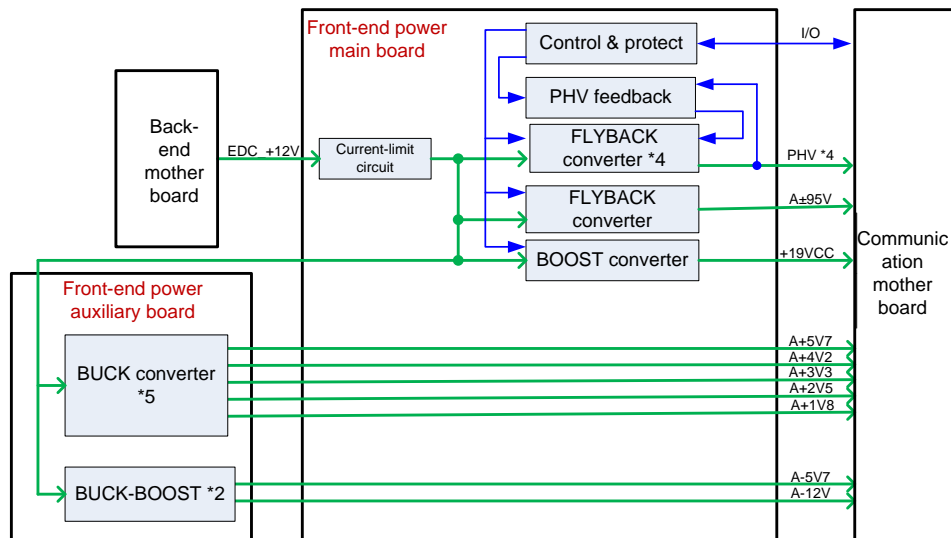 Front-end power
main board
Control & protect
I/O
PHV feedback
Back-
end
mother
board
EDC_+12V
Current-limit
circuit
FLYBACK
converter *4
PHV *4
FLYBACK
converter
A±95V
BOOST converter
+19VCC
Communic
ation
mother
board
Front-end power
auxiliary board
BUCK converter
*5
A+5V7
A+4V2
A+3V3
A+2V5
A+1V8
BUCK-BOOST *2
A-5V7
A-12V